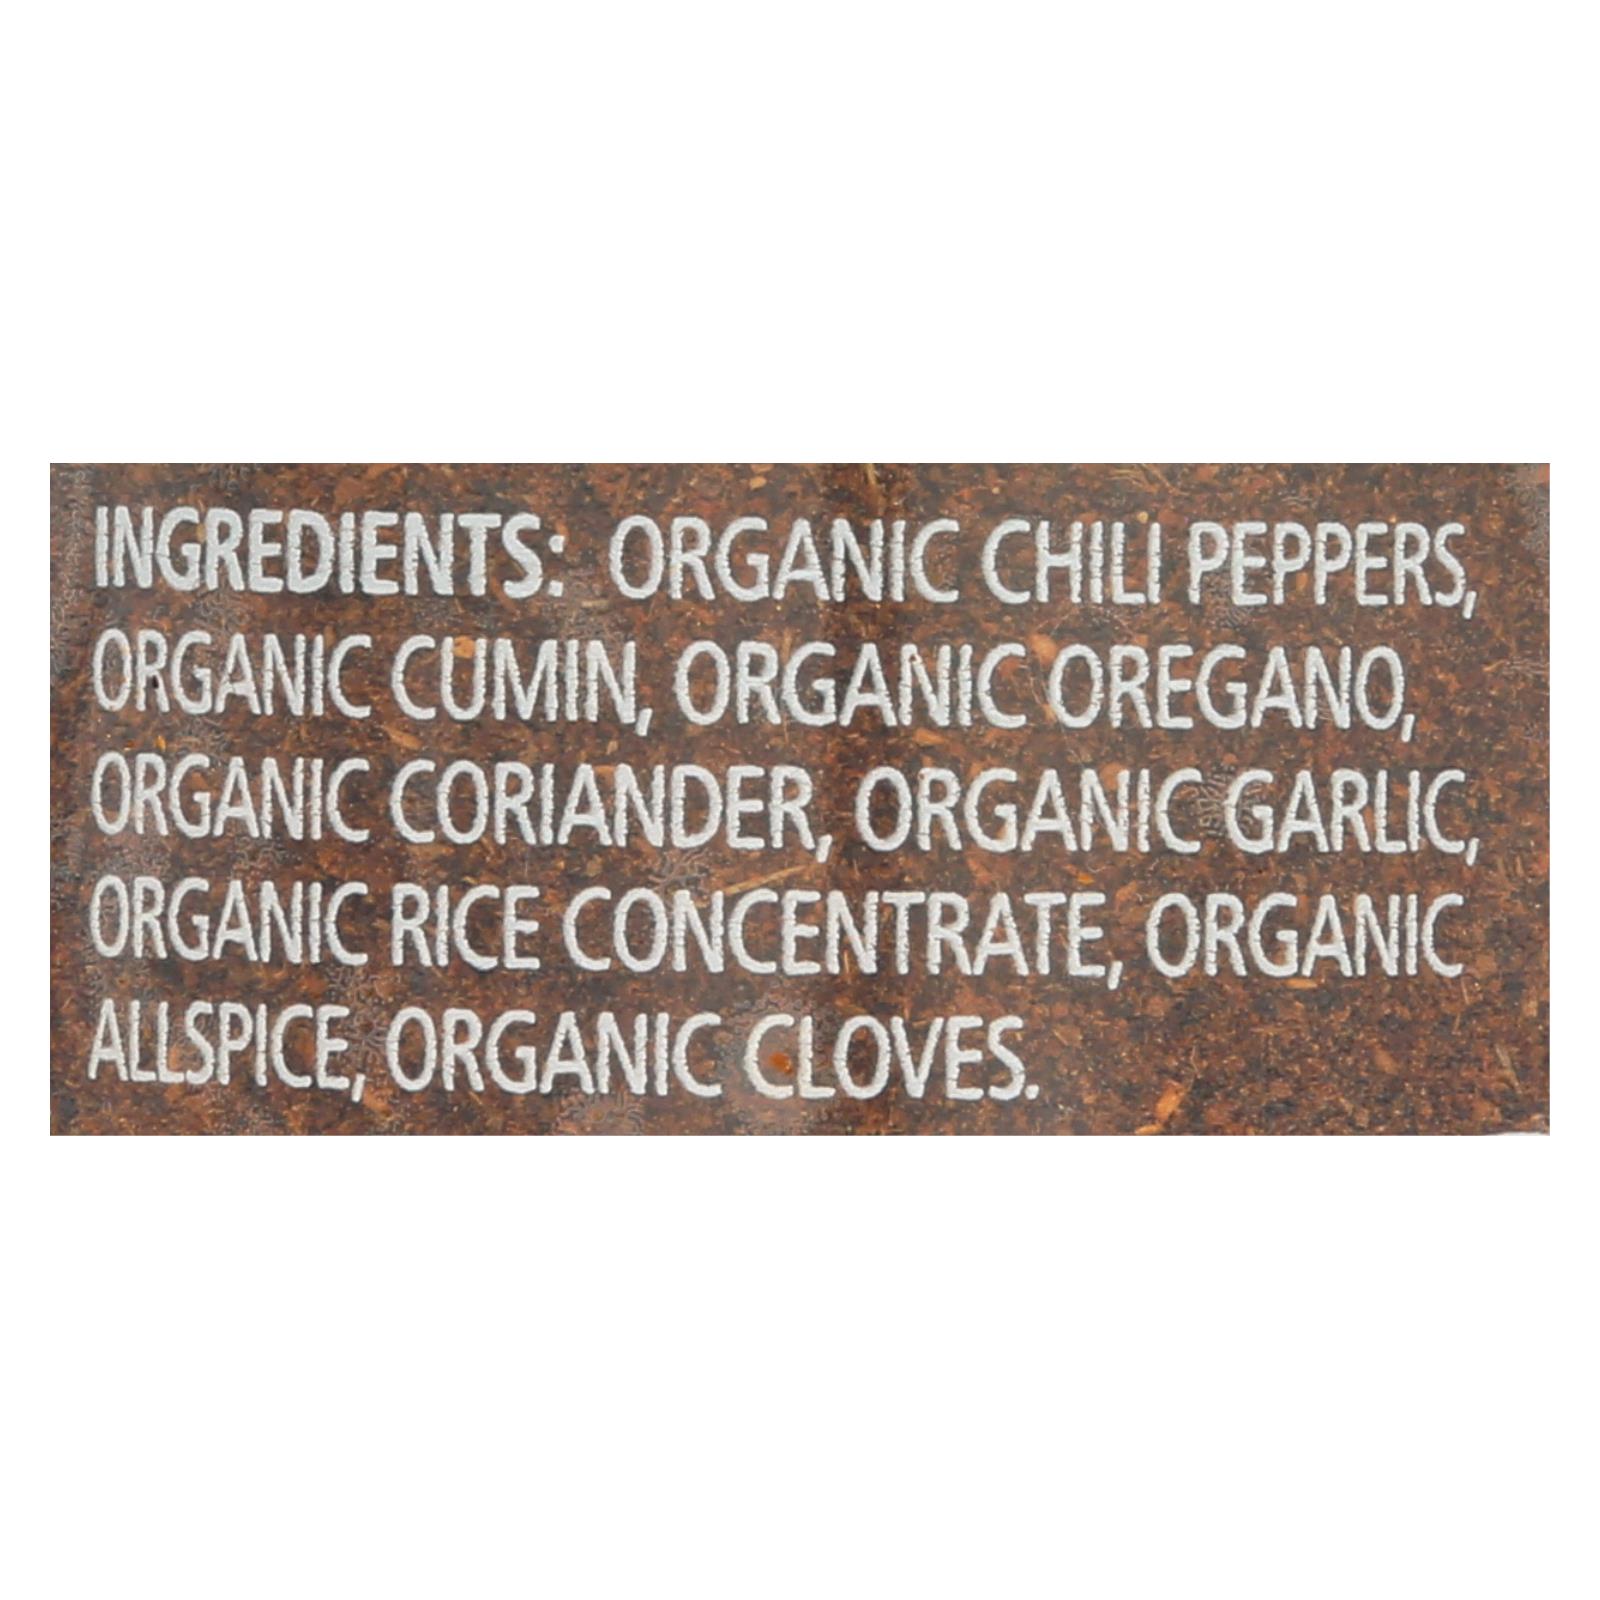 INGREDIENTS: ORGANIC CHILI PEPPERS,
ORGANIC CUMIN, ORGANIC OREGANO,
ORGANIC CORIANDER, ORGANIC GARLIC,
ORGANIC RICE CONCENTRATE, ORGANIC
ALLSPICE, ORGANIC CLOVES.